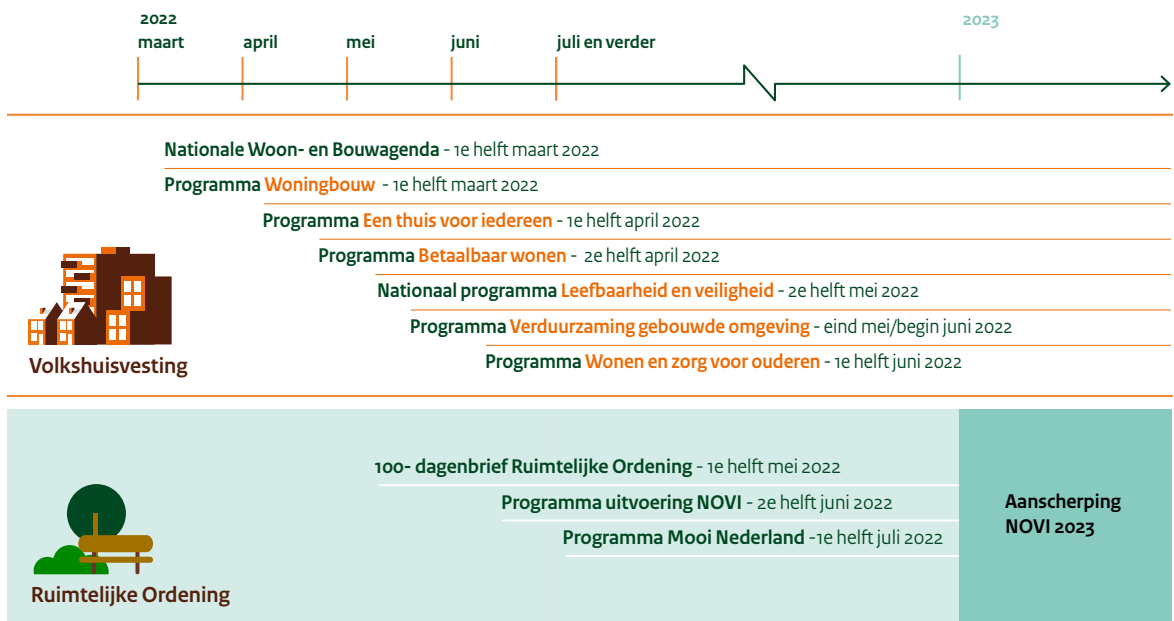 2022
2023
maart
april
mei
juni
juli en verder
Nationale Woon- en Bouwagenda - 1e helft maart 2022
Programma Woningbouw - 1e helft maart 2022
Programma Een thuis voor iedereen - 1e helft april 2022
Programma Betaalbaar wonen - 2e helft april 2022
Nationaal programma Leefbaarheid en veiligheid - 2e helft mei 2022
Programma Verduurzaming gebouwde omgeving - eind mei/begin juni 2022
Programma Wonen en zorg voor ouderen - 1e helft juni 2022
Volkshuisvesting
100- dagenbrief Ruimtelijke Ordening - 1e helft mei 2022
Programma uitvoering NOVI - 2e helft juni 2022
Programma Mooi Nederland -1e helft juli 2022
Aanscherping
NOVI 2023
Ruimtelijke Ordening